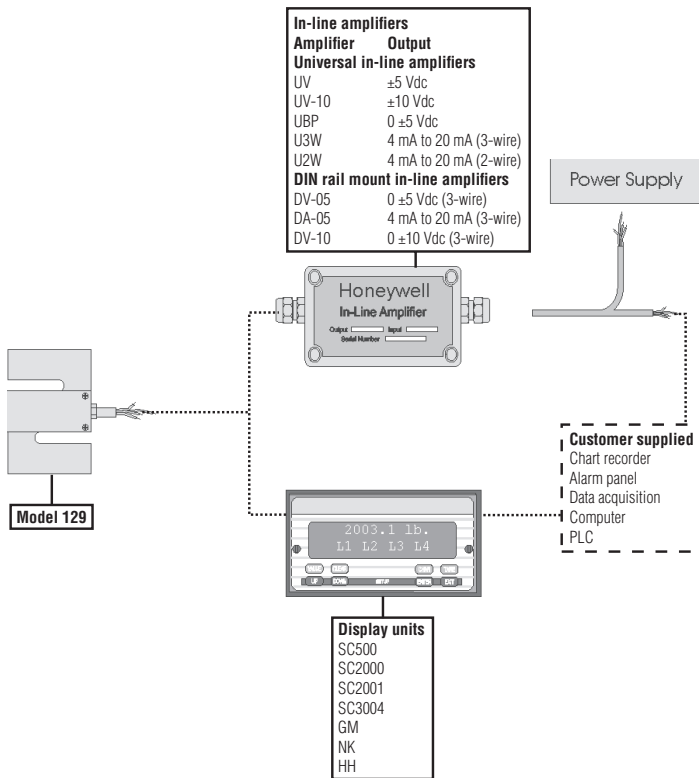 In-line amplifiers
Amplifier Output
Universal in-line amplifiers
UV ±5 Vdc
UV-10 ±10 Vdc
UBP 0 ±5 Vdc
U3W 4 mA to 20 mA (3-wire)
U2W 4 mA to 20 mA (2-wire)
DIN rail mount in-line amplifiers
DV-05 0 ±5 Vdc (3-wire)
DA-05 4 mA to 20 mA (3-wire)
DV-10 0 ±10 Vdc (3-wire)
Power Supply
Honeywell
In-Line Amplifier
Output Input
Serial Number
Model 129
Customer supplied
Chart recorder
Alarm panel
Data acquisition
Computer
PLC
2003.1 lb.
L1 L2 L3 L4
UP DOWN SETUP ENTER EXIT
Display units
SC500
SC2000
SC2001
SC3004
GM
NK
HH